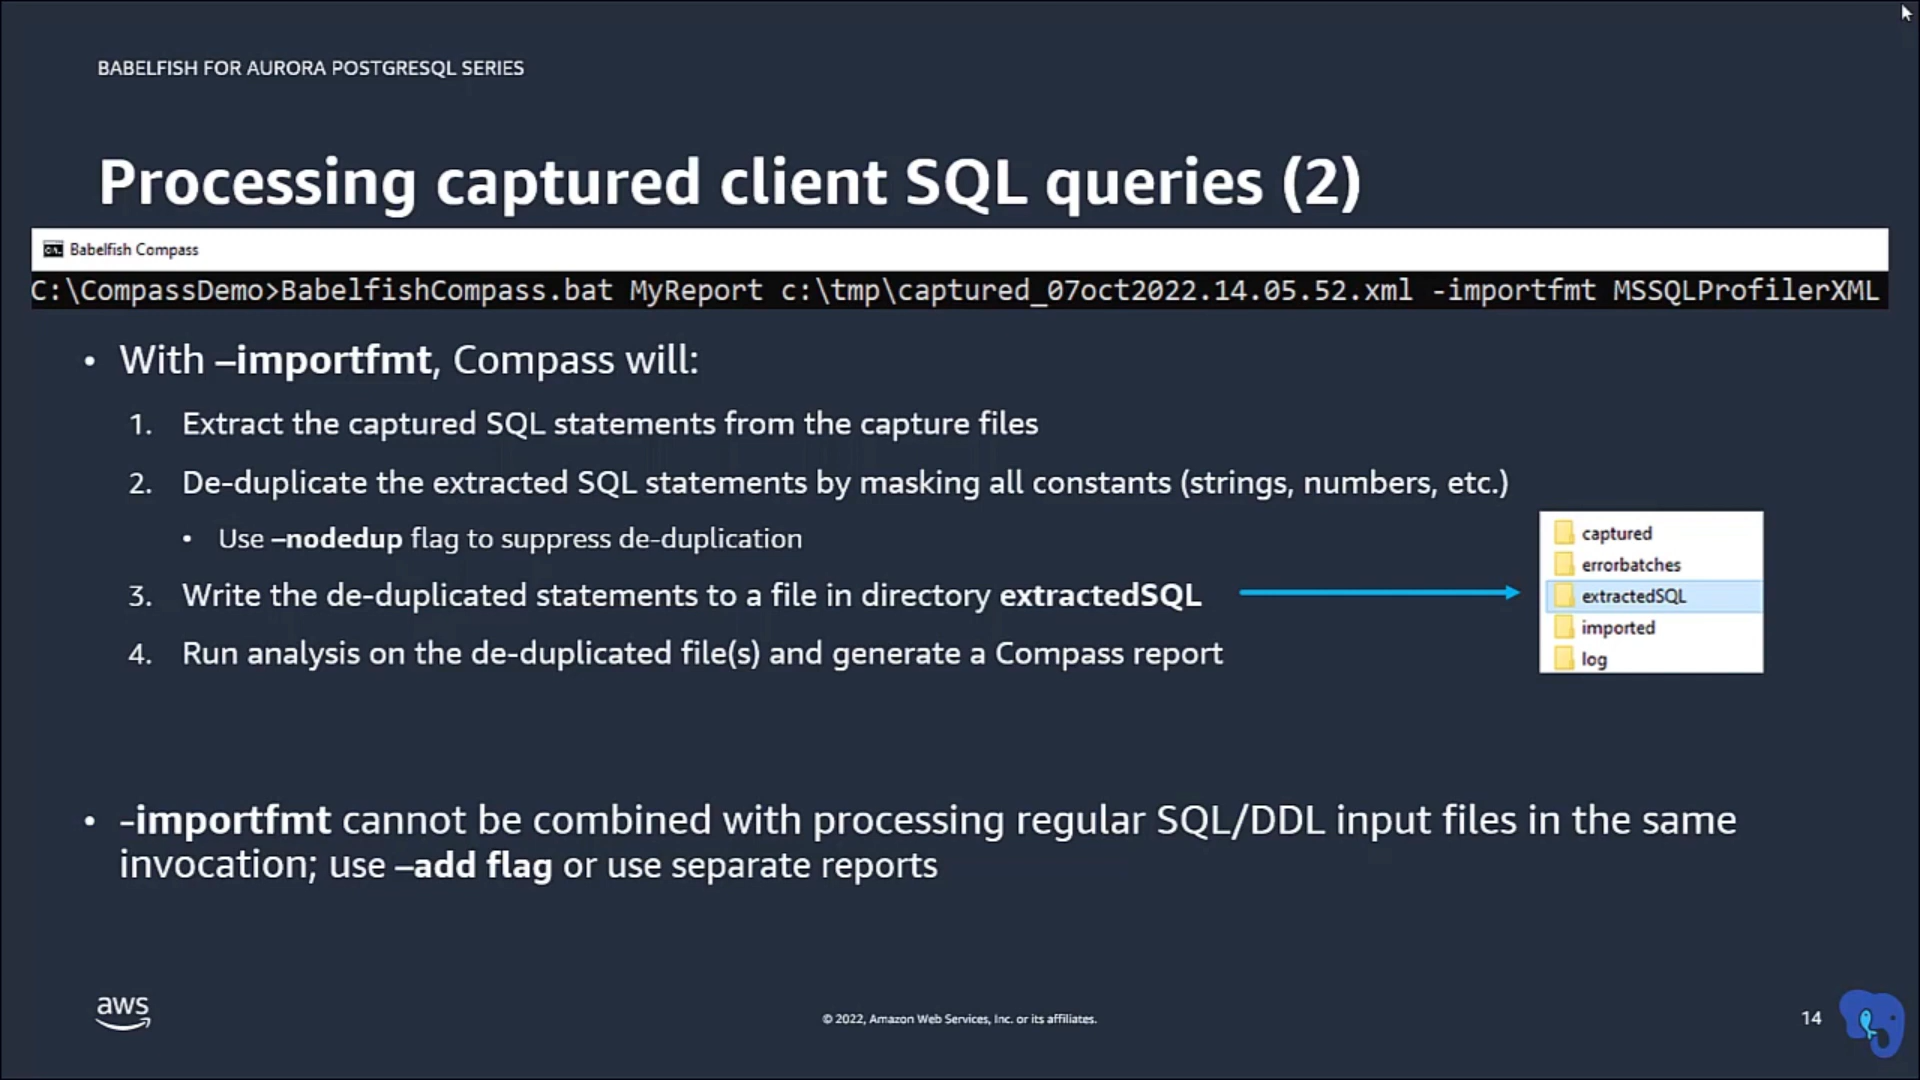 BABELFISH FOR AURORA POSTGRESQL SERIES
Processing captured client SQL queries (2)
Babelfish Compass
C:\CompassDemo>BabelfishCompass.bat MyReport c:\tmp\captured_07oct2022.14.05.52.xml -importfmt MSSQLProfilerXML
• With –importfmt, Compass will:
1. Extract the captured SQL statements from the capture files
2. De-duplicate the extracted SQL statements by masking all constants (strings, numbers, etc.)
• Use –nodedup flag to suppress de-duplication
3. Write the de-duplicated statements to a file in directory extractedSQL
4. Run analysis on the de-duplicated file(s) and generate a Compass report
captured
errorbatches
extractedSQL
imported
log
• -importfmt cannot be combined with processing regular SQL/DDL input files in the same
invocation; use –add flag or use separate reports
aws
© 2022, Amazon Web Services, Inc. or its affiliates.
14